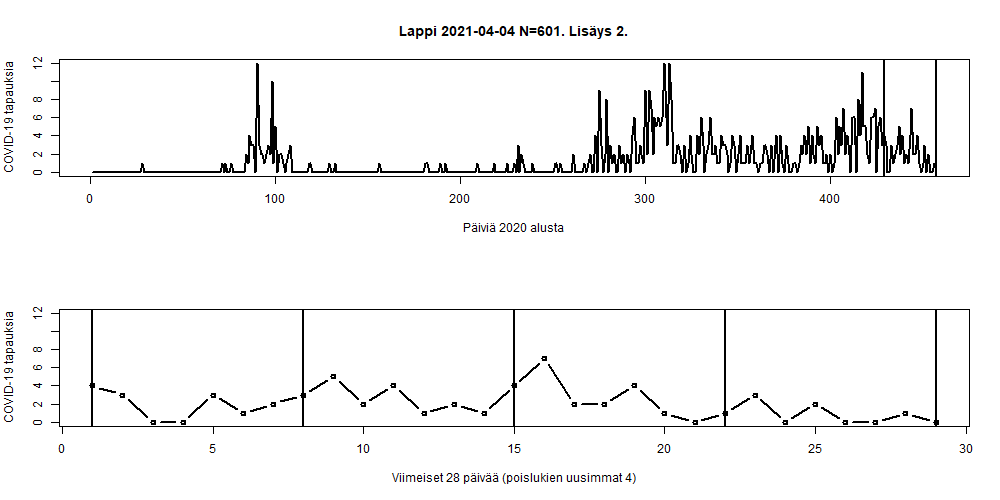 Lappi 2021-04-04 N=601. Lisäys 2.
COVID-19 tapauksia
12
8
6
4
2
0
0 100 200 300 400
Päiviä 2020 alusta
COVID-19 tapauksia
12
8
6
4
2
0
0 5 10 15 20 25 30
Viimeiset 28 päivää (poislukien uusimmat 4)